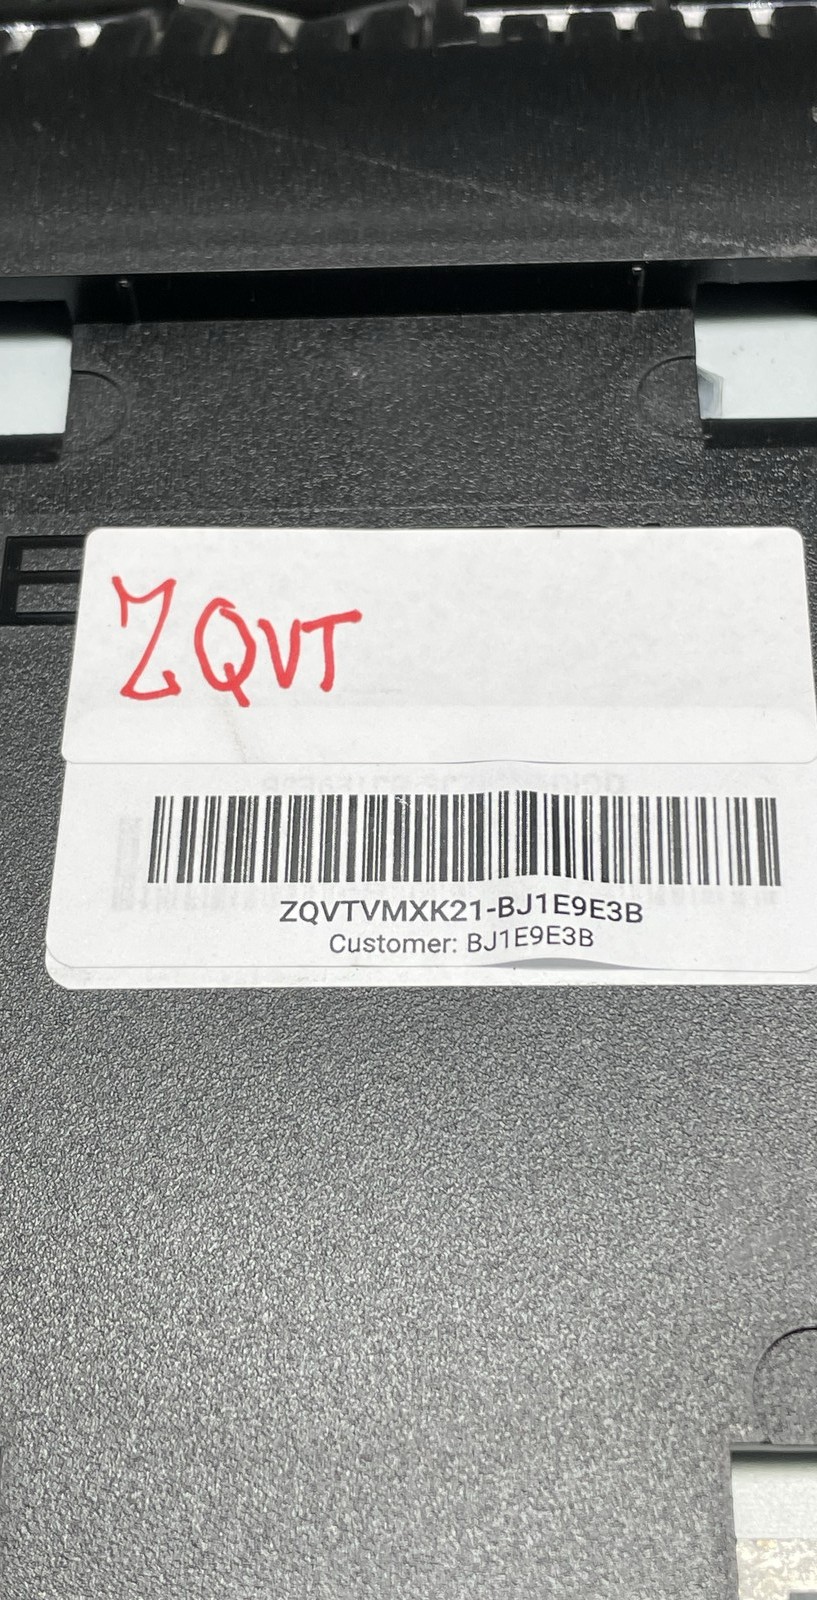 ZQVT
ZQVTVMXK21-BJ1E9E3B
Customer: BJ1E9E3B